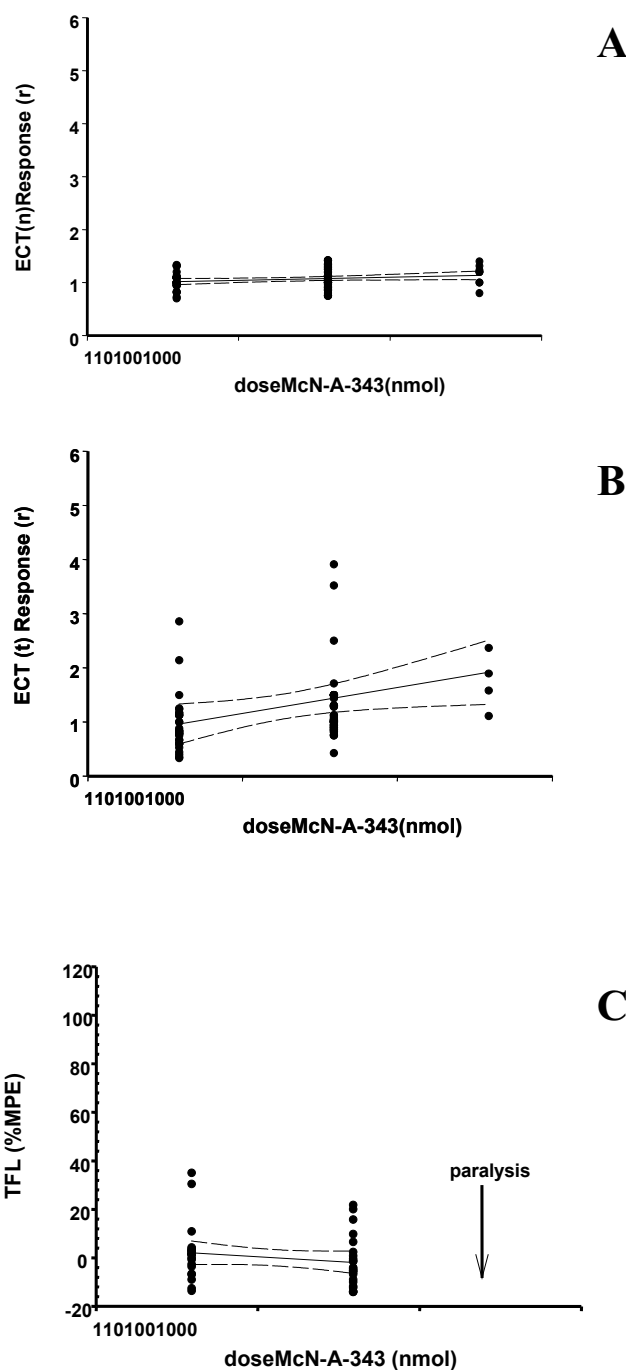 A
ECT(n)Response (r)
6
5
4
3
2
1
0
1101001000
doseMcN-A-343(nmol)
B
ECT (t) Response (r)
6
5
4
3
2
1
0
1101001000
doseMcN-A-343(nmol)
C
TFL (%MPE)
120
100
80
60
40
20
0
-20
paralysis
1101001000
doseMcN-A-343 (nmol)